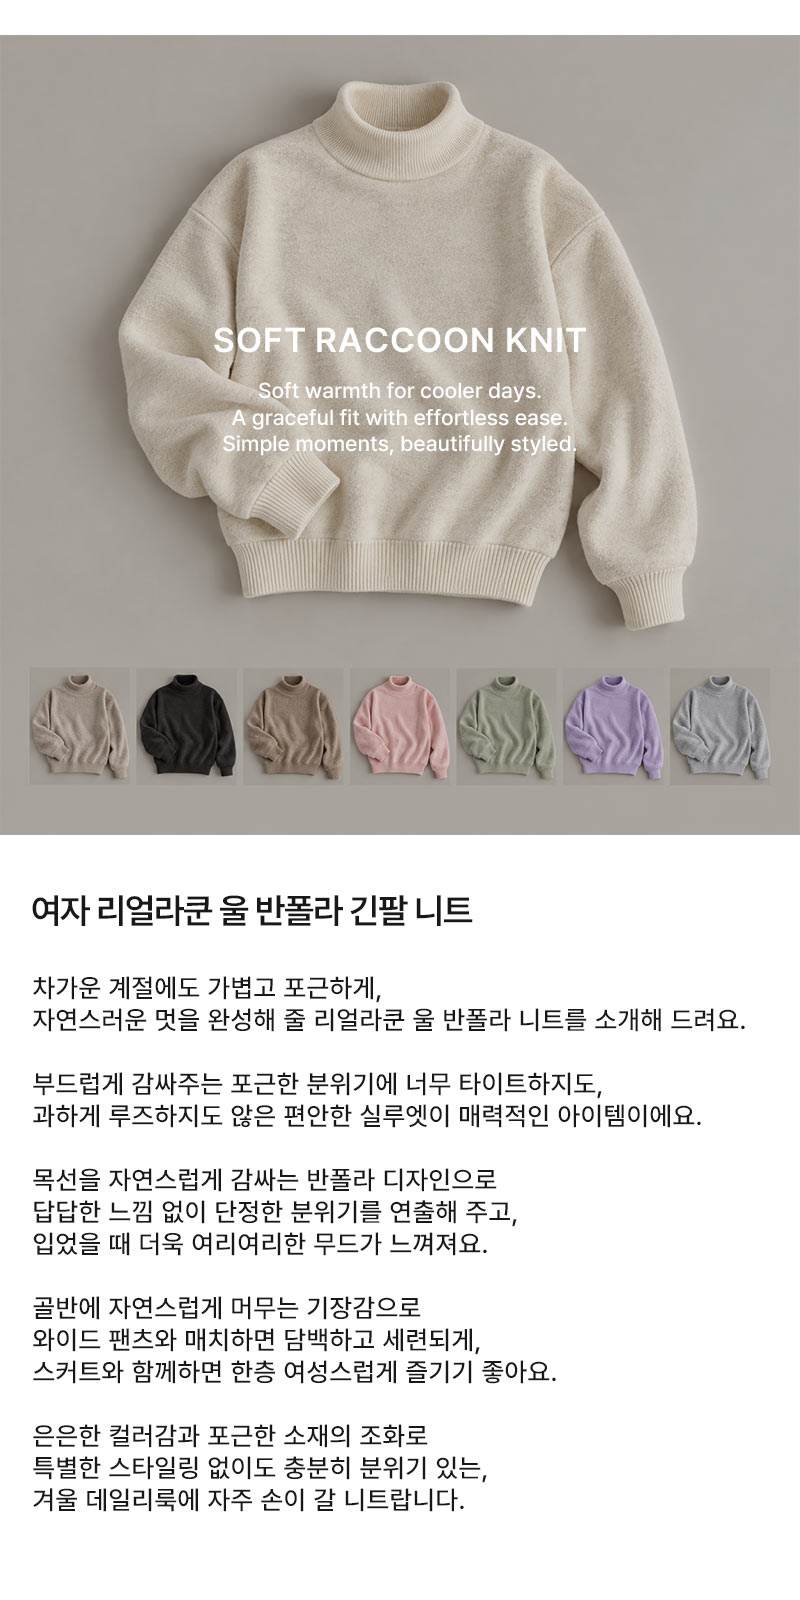 SOFT RACCOON KNIT
Soft warmth for cooler days.
A graceful fit with effortless ease.
Simple moments, beautifully styled.
여자 리얼라쿤 울 반폴라 긴팔 니트
차가운 계절에도 가볍고 포근하게,
자연스러운 멋을 완성해 줄 리얼라쿤 울 반폴라 니트를 소개해 드려요.
부드럽게 감싸주는 포근한 분위기에 너무 타이트하지도,
과하게 루즈하지도 않은 편안한 실루엣이 매력적인 아이템이에요.
목선을 자연스럽게 감싸는 반폴라 디자인으로
답답한 느낌 없이 단정한 분위기를 연출해 주고,
입었을 때 더욱 여리여리한 무드가 느껴져요.
골반에 자연스럽게 머무는 기장감으로
와이드 팬츠와 매치하면 담백하고 세련되게,
스커트와 함께하면 한층 여성스럽게 즐기기 좋아요.
은은한 컬러감과 포근한 소재의 조화로
특별한 스타일링 없이도 충분히 분위기 있는,
겨울 데일리룩에 자주 손이 갈 니트랍니다.